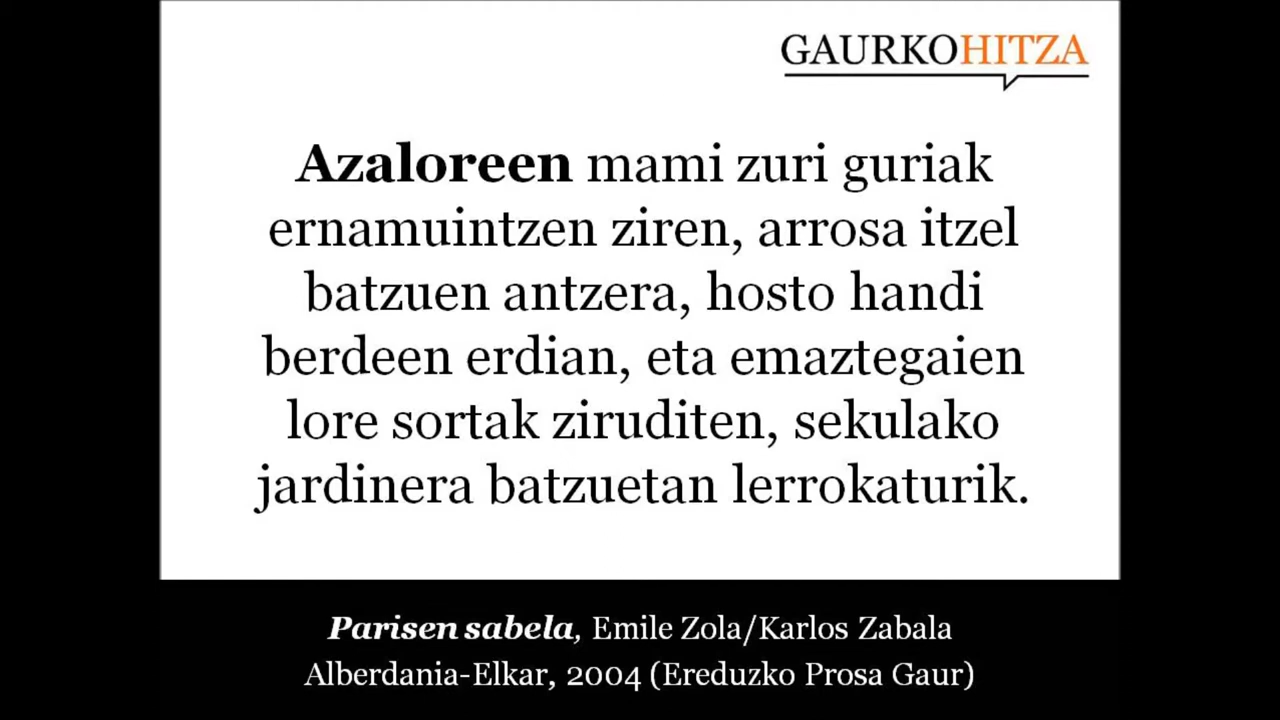 GAURKOHITZA
Azaloreen mami zuri guriak
ernamuintzen ziren, arrosa itzel
batzuen antzera, hosto handi
berdeen erdian, eta emaztegaien
lore sortak ziruditen, sekulako
jardinera batzuetan lerrokaturik.
Parisen sabela, Emile Zola/Karlos Zabala
Alberdania-Elkar, 2004 (Ereduzko Prosa Gaur)